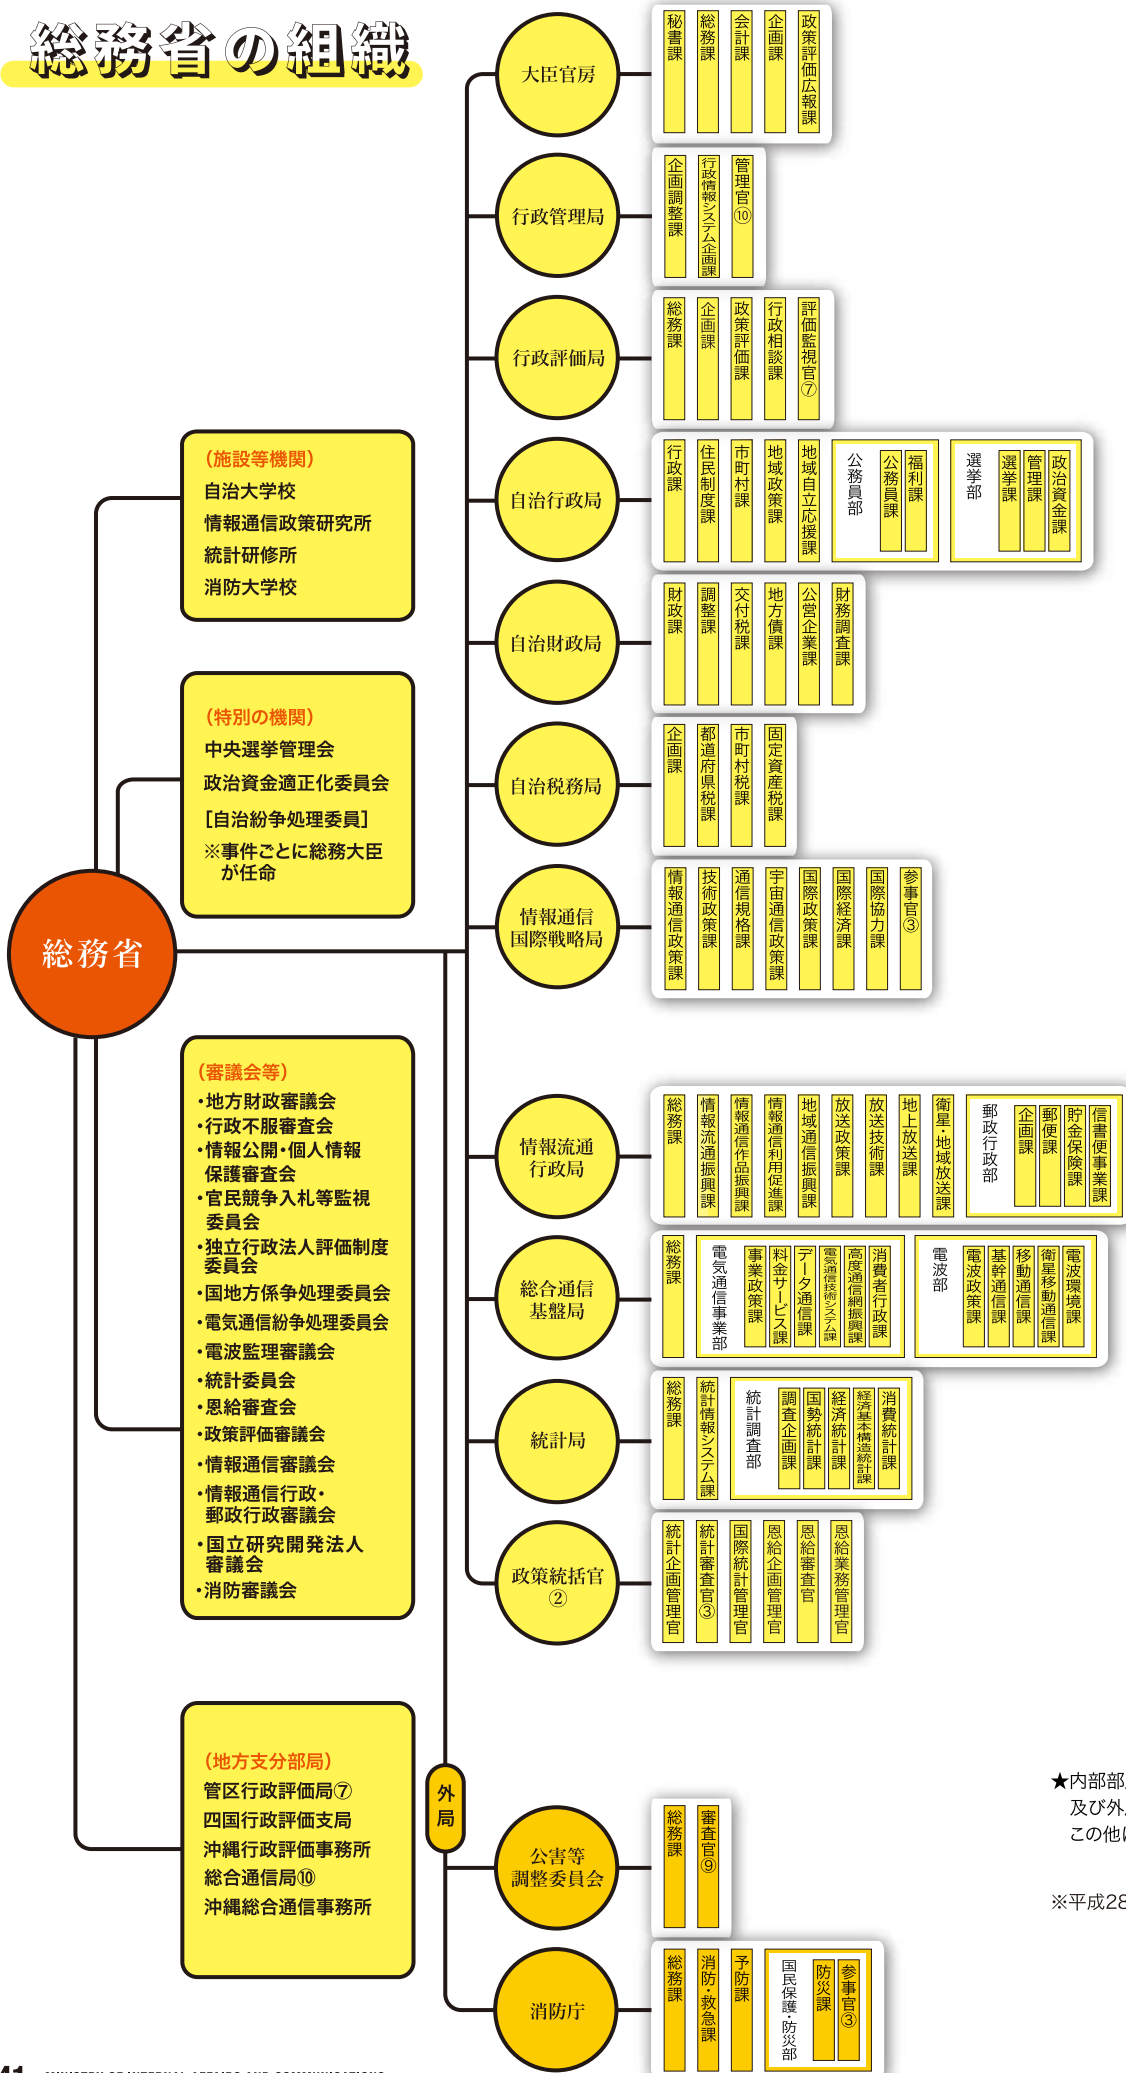 総務省の組織
大臣官房
秘書課
総務課
会計課
企画課
政策評価広報課
行政管理局
企画調整課
行政情報システム企画課
管理官⑩
行政評価局
総務課
企画課
政策評価課
行政相談課
評価監視官⑦
自治行政局
行政課
住民制度課
市町村課
地域政策課
地域自立応援課
公務員部
公務員課
福利課
選挙部
選挙課
管理課
政治資金課
自治財政局
財政課
調整課
交付税課
地方債課
公営企業課
財務調査課
自治税務局
企画課
都道府県税課
市町村税課
固定資産税課
情報通信
国際戦略局
情報通信政策課
技術政策課
通信規格課
宇宙通信政策課
国際政策課
国際経済課
国際協力課
参事官③
情報流通
行政局
総務課
情報流通振興課
情報通信作品振興課
情報通信利用促進課
地域通信振興課
放送政策課
放送技術課
地上放送課
衛星・地域放送課
郵政行政部
企画課
郵便課
貯金保険課
信書便事業課
総合通信
基盤局
総務課
電気通信事業部
事業政策課
料金サービス課
データ通信課
電気通信技術システム課
高度通信網振興課
消費者行政課
電波部
電波政策課
基幹通信課
移動通信課
衛星移動通信課
電波環境課
統計局
総務課
統計情報システム課
統計調査部
調査企画課
国勢統計課
経済統計課
経済基本構造統計課
消費統計課
政策統括官
②
統計企画管理官
統計審査官③
国際統計管理官
恩給企画管理官
恩給審査官
恩給業務管理官
総務省
（施設等機関）
自治大学校
情報通信政策研究所
統計研修所
消防大学校
（特別の機関）
中央選挙管理会
政治資金適正化委員会
［自治紛争処理委員］
※事件ごとに総務大臣
が任命
（審議会等）
・地方財政審議会
・行政不服審査会
・情報公開・個人情報
保護審査会
・官民競争入札等監視
委員会
・独立行政法人評価制度
委員会
・国地方係争処理委員会
・電気通信紛争処理委員会
・電波監理審議会
・統計委員会
・恩給審査会
・政策評価審議会
・情報通信審議会
・情報通信行政・
郵政行政審議会
・国立研究開発法人
審議会
・消防審議会
（地方支分部局）
管区行政評価局⑦
四国行政評価支局
沖縄行政評価事務所
総合通信局⑩
沖縄総合通信事務所
外局
公害等
調整委員会
総務課
審査官⑨
消防庁
総務課
消防・救急課
予防課
国民保護・防災部
防災課
参事官③
★内部部
及び外
この他
※平成28
41 MINISTRY OF INTERNAL AFFAIRS AND COMMUNICATIONS